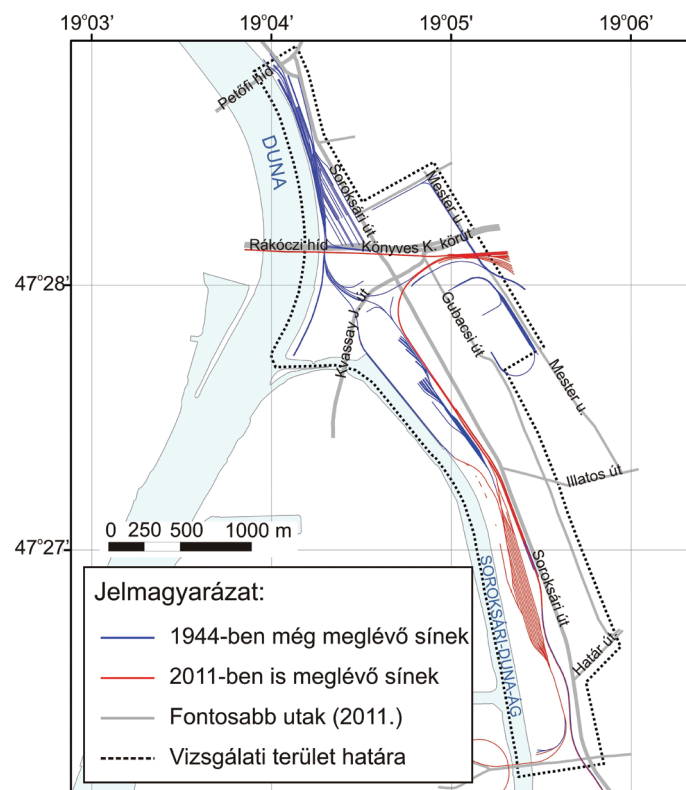 19°03’ 19°04’ 19°05’ 19°06’
Petőfi híd
DUNA
Soroksári út
Mester u.
Rákóczi híd
Könyves K. körút
47°28’
Kvassay J. út
Gubacsi út
Mester u.
Illatos út
0 250 500 1000 m
47°27’
Soroksári út
SOROKSÁRI-DUNA-ÁG
Határ út
Jelmagyarázat:
1944-ben még meglévő sínek
2011-ben is meglévő sínek
Fontosabb utak (2011.)
Vizsgálati terület határa